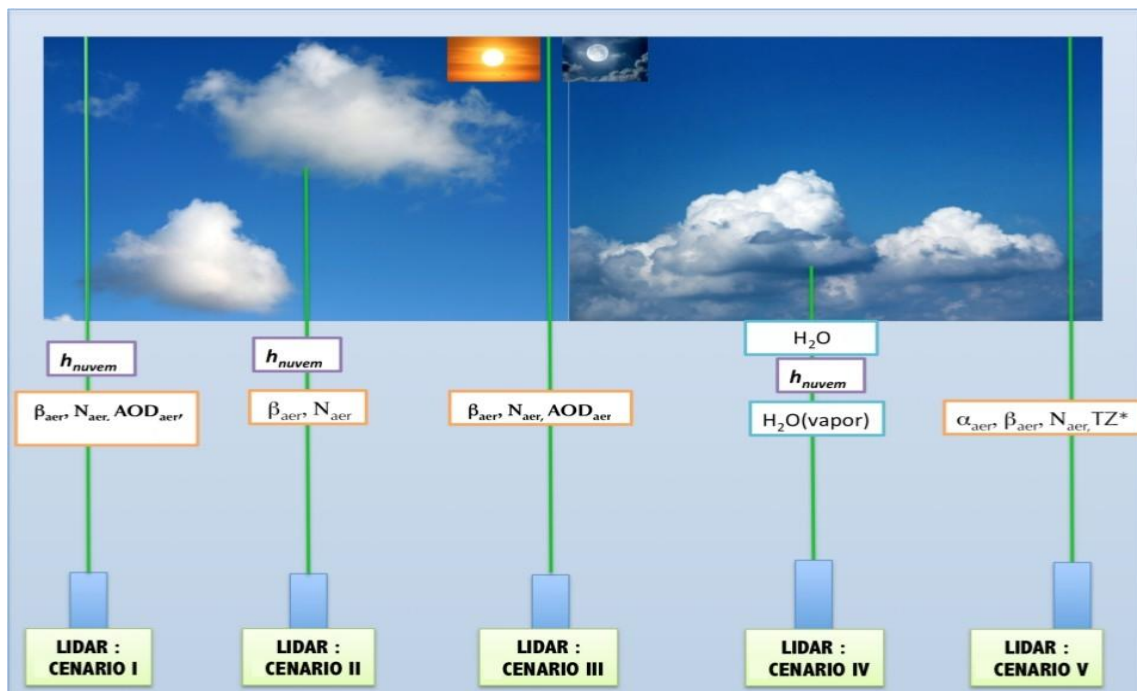 h_nuvem
β_aer, N_aer. AOD_aer,
LIDAR :
CENARIO I
h_nuvem
β_aer, N_aer
LIDAR :
CENARIO II
β_aer, N_aer, AOD_aer
LIDAR :
CENARIO III
H₂O
h_nuvem
H₂O(vapor)
LIDAR :
CENARIO IV
α_aer, β_aer, N_aer, TZ*
LIDAR :
CENARIO V